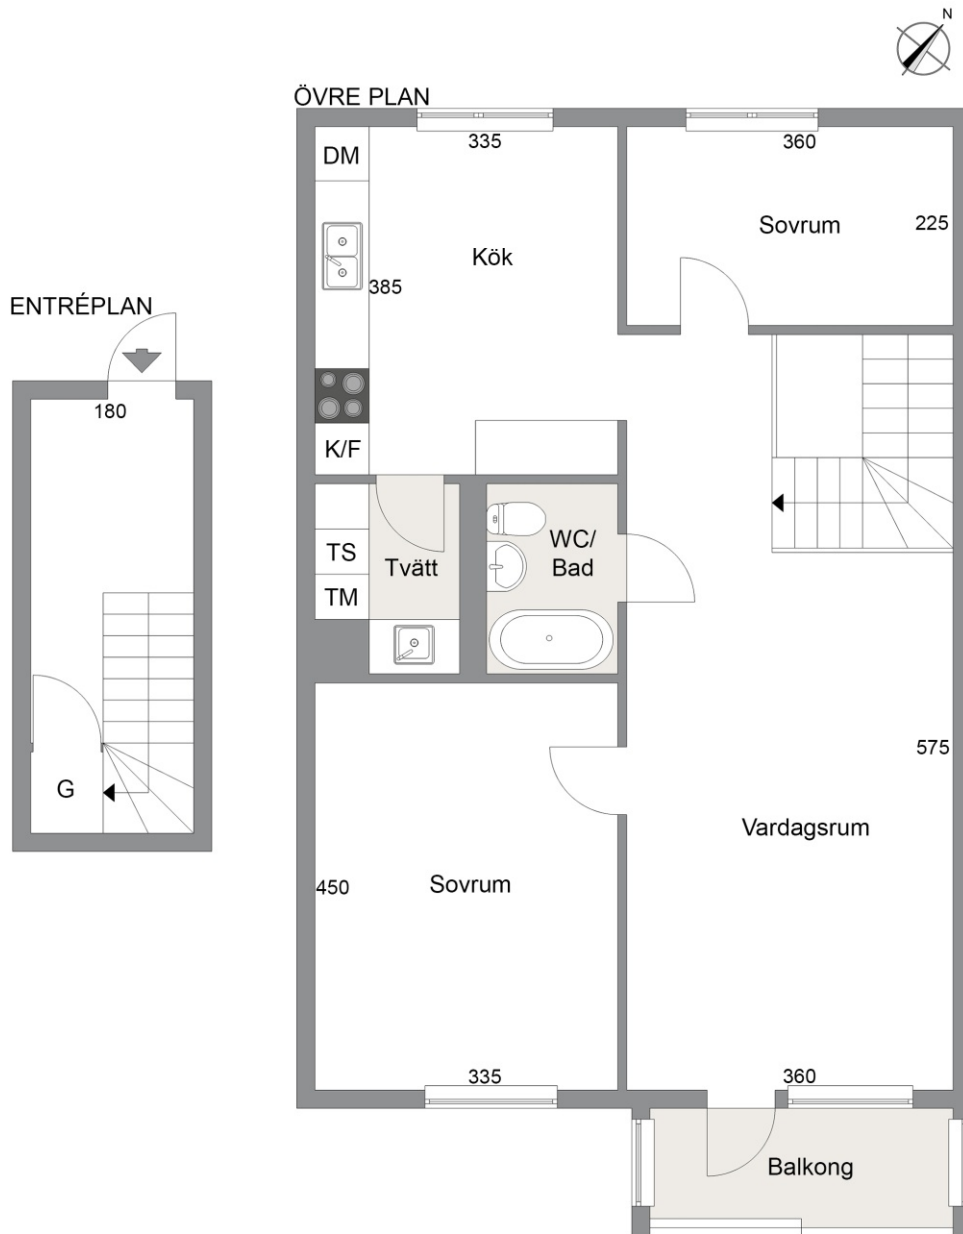 N
ÖVRE PLAN
335
360
DM
Sovrum
225
Kök
385
ENTRÉPLAN
180
K/F
WC/
Bad
TS
Tvätt
TM
575
G
Vardagsrum
450
Sovrum
335
360
Balkong